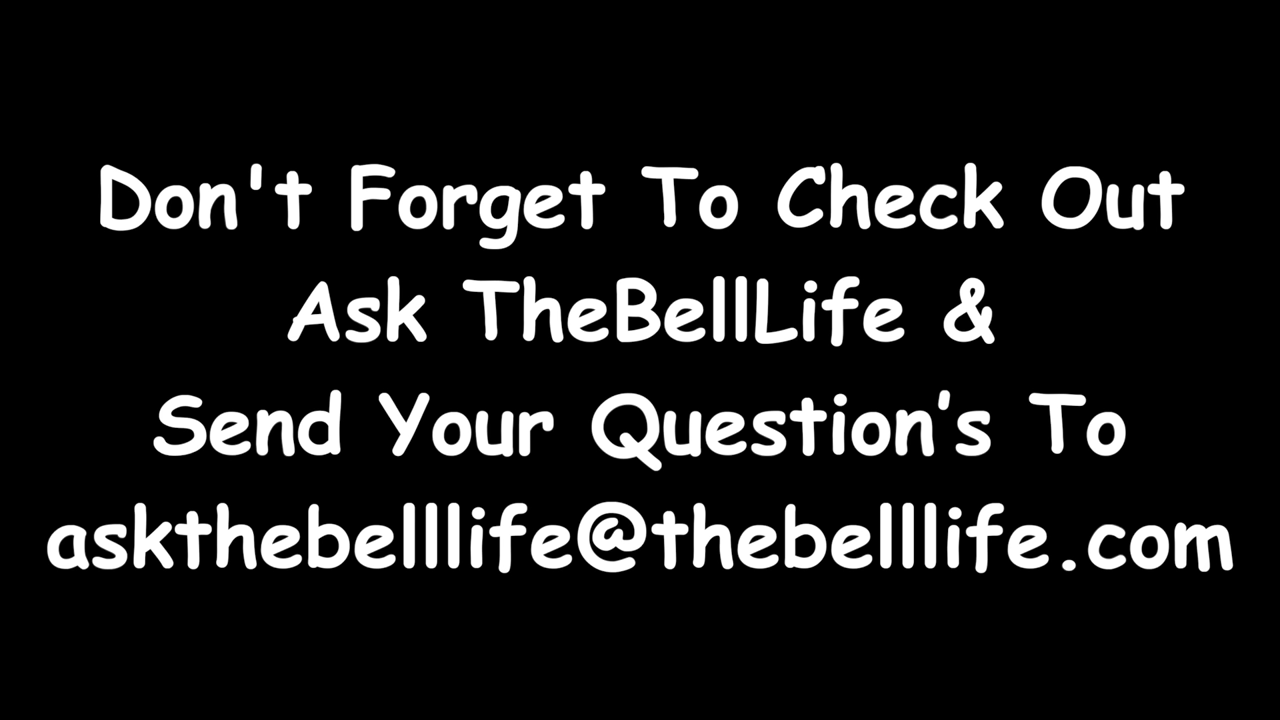 Don't Forget To Check Out
Ask TheBellLife &
Send Your Question’s To
askthebelllife@thebelllife.com